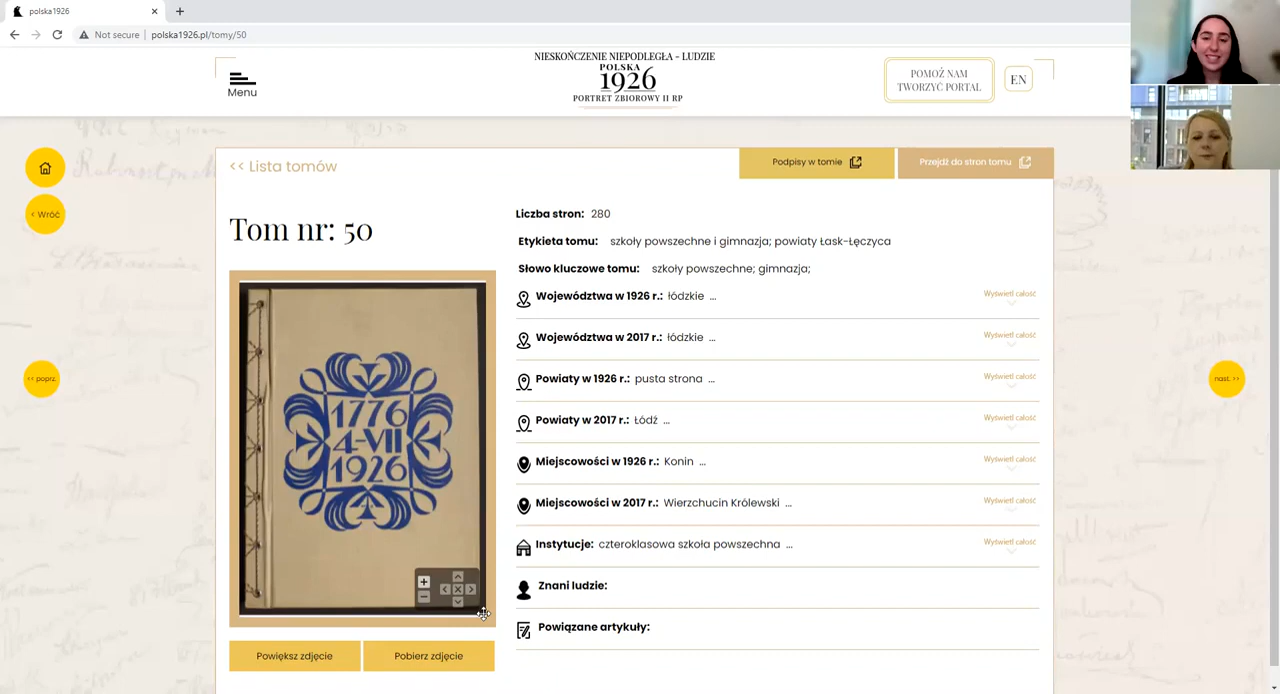 polska1926
Not secure
polska1926.pl/tomy/50
Menu
NIESKOŃCZENIE NIEPODLEGŁA - LUDZIE
POLSKA
1926
PORTRET ZBIOROWY II RP
POMOŻ NAM
TWORZYĆ PORTAL
EN
< Wróć
<< Lista tomów
Podpisy w tomie
Przejdź do stron tomu
Tom nr: 50
1776
4-VII
1926
Powiększ zdjęcie
Pobierz zdjęcie
Liczba stron: 280
Etykieta tomu: szkoły powszechne i gimnazja; powiaty Łask-Łęczyca
Słowo kluczowe tomu: szkoły powszechne; gimnazja;
Województwa w 1926 r.: łódzkie ... Wyświetl całość
Województwa w 2017 r.: łódzkie ... Wyświetl całość
Powiaty w 1926 r.: pusta strona ... Wyświetl całość
Powiaty w 2017 r.: Łódź ... Wyświetl całość
Miejscowości w 1926 r.: Konin ... Wyświetl całość
Miejscowości w 2017 r.: Wierzchucin Królewski ... Wyświetl całość
Instytucje: czteroklasowa szkoła powszechna ... Wyświetl całość
Znani ludzie:
Powiązane artykuły:
<< poprz.
nast. >>